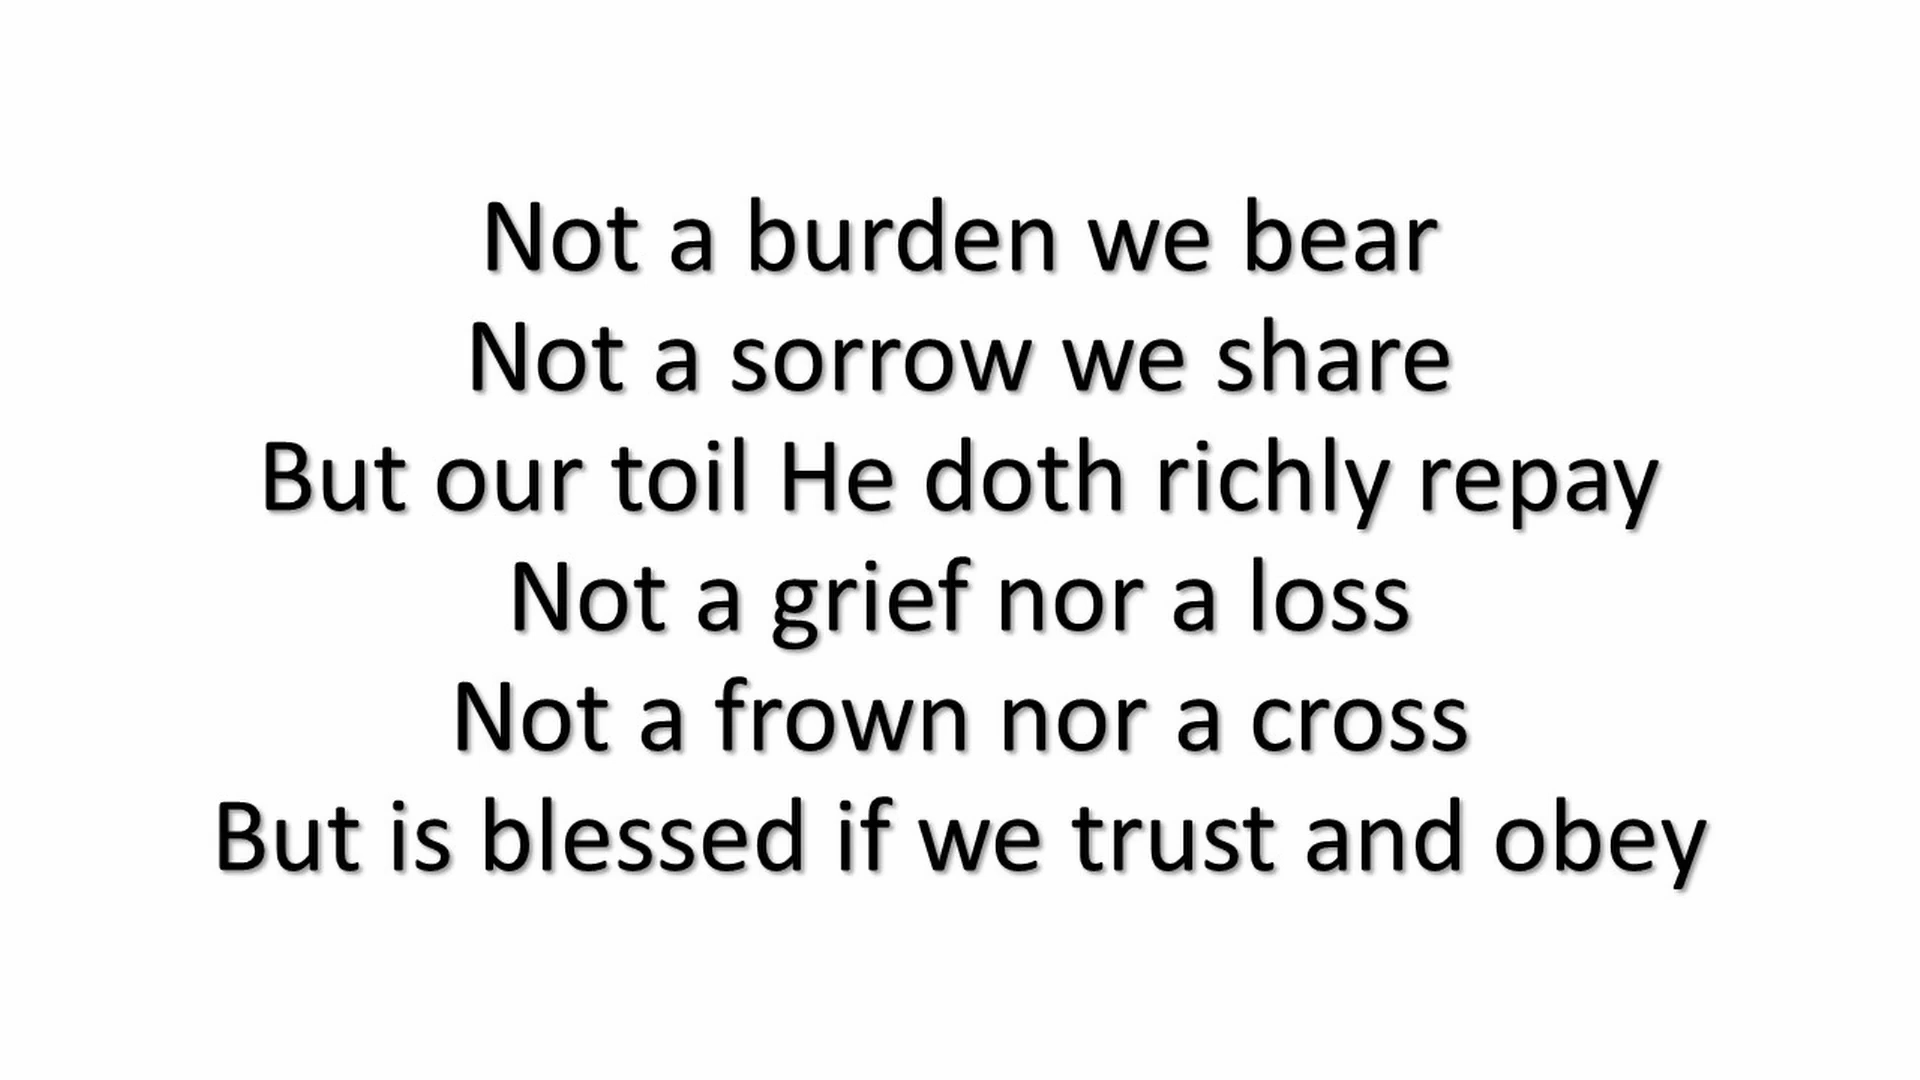 Not a burden we bear
Not a sorrow we share
But our toil He doth richly repay
Not a grief nor a loss
Not a frown nor a cross
But is blessed if we trust and obey